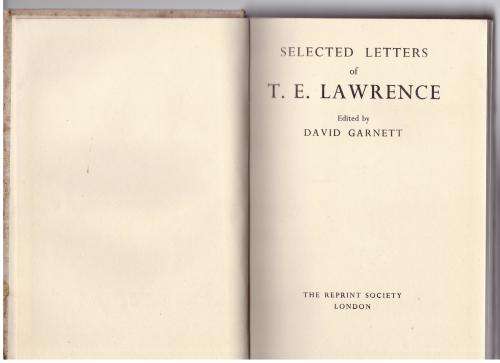 SELECTED LETTERS
of
T. E. LAWRENCE
Edited by
DAVID GARNETT
THE REPRINT SOCIETY
LONDON